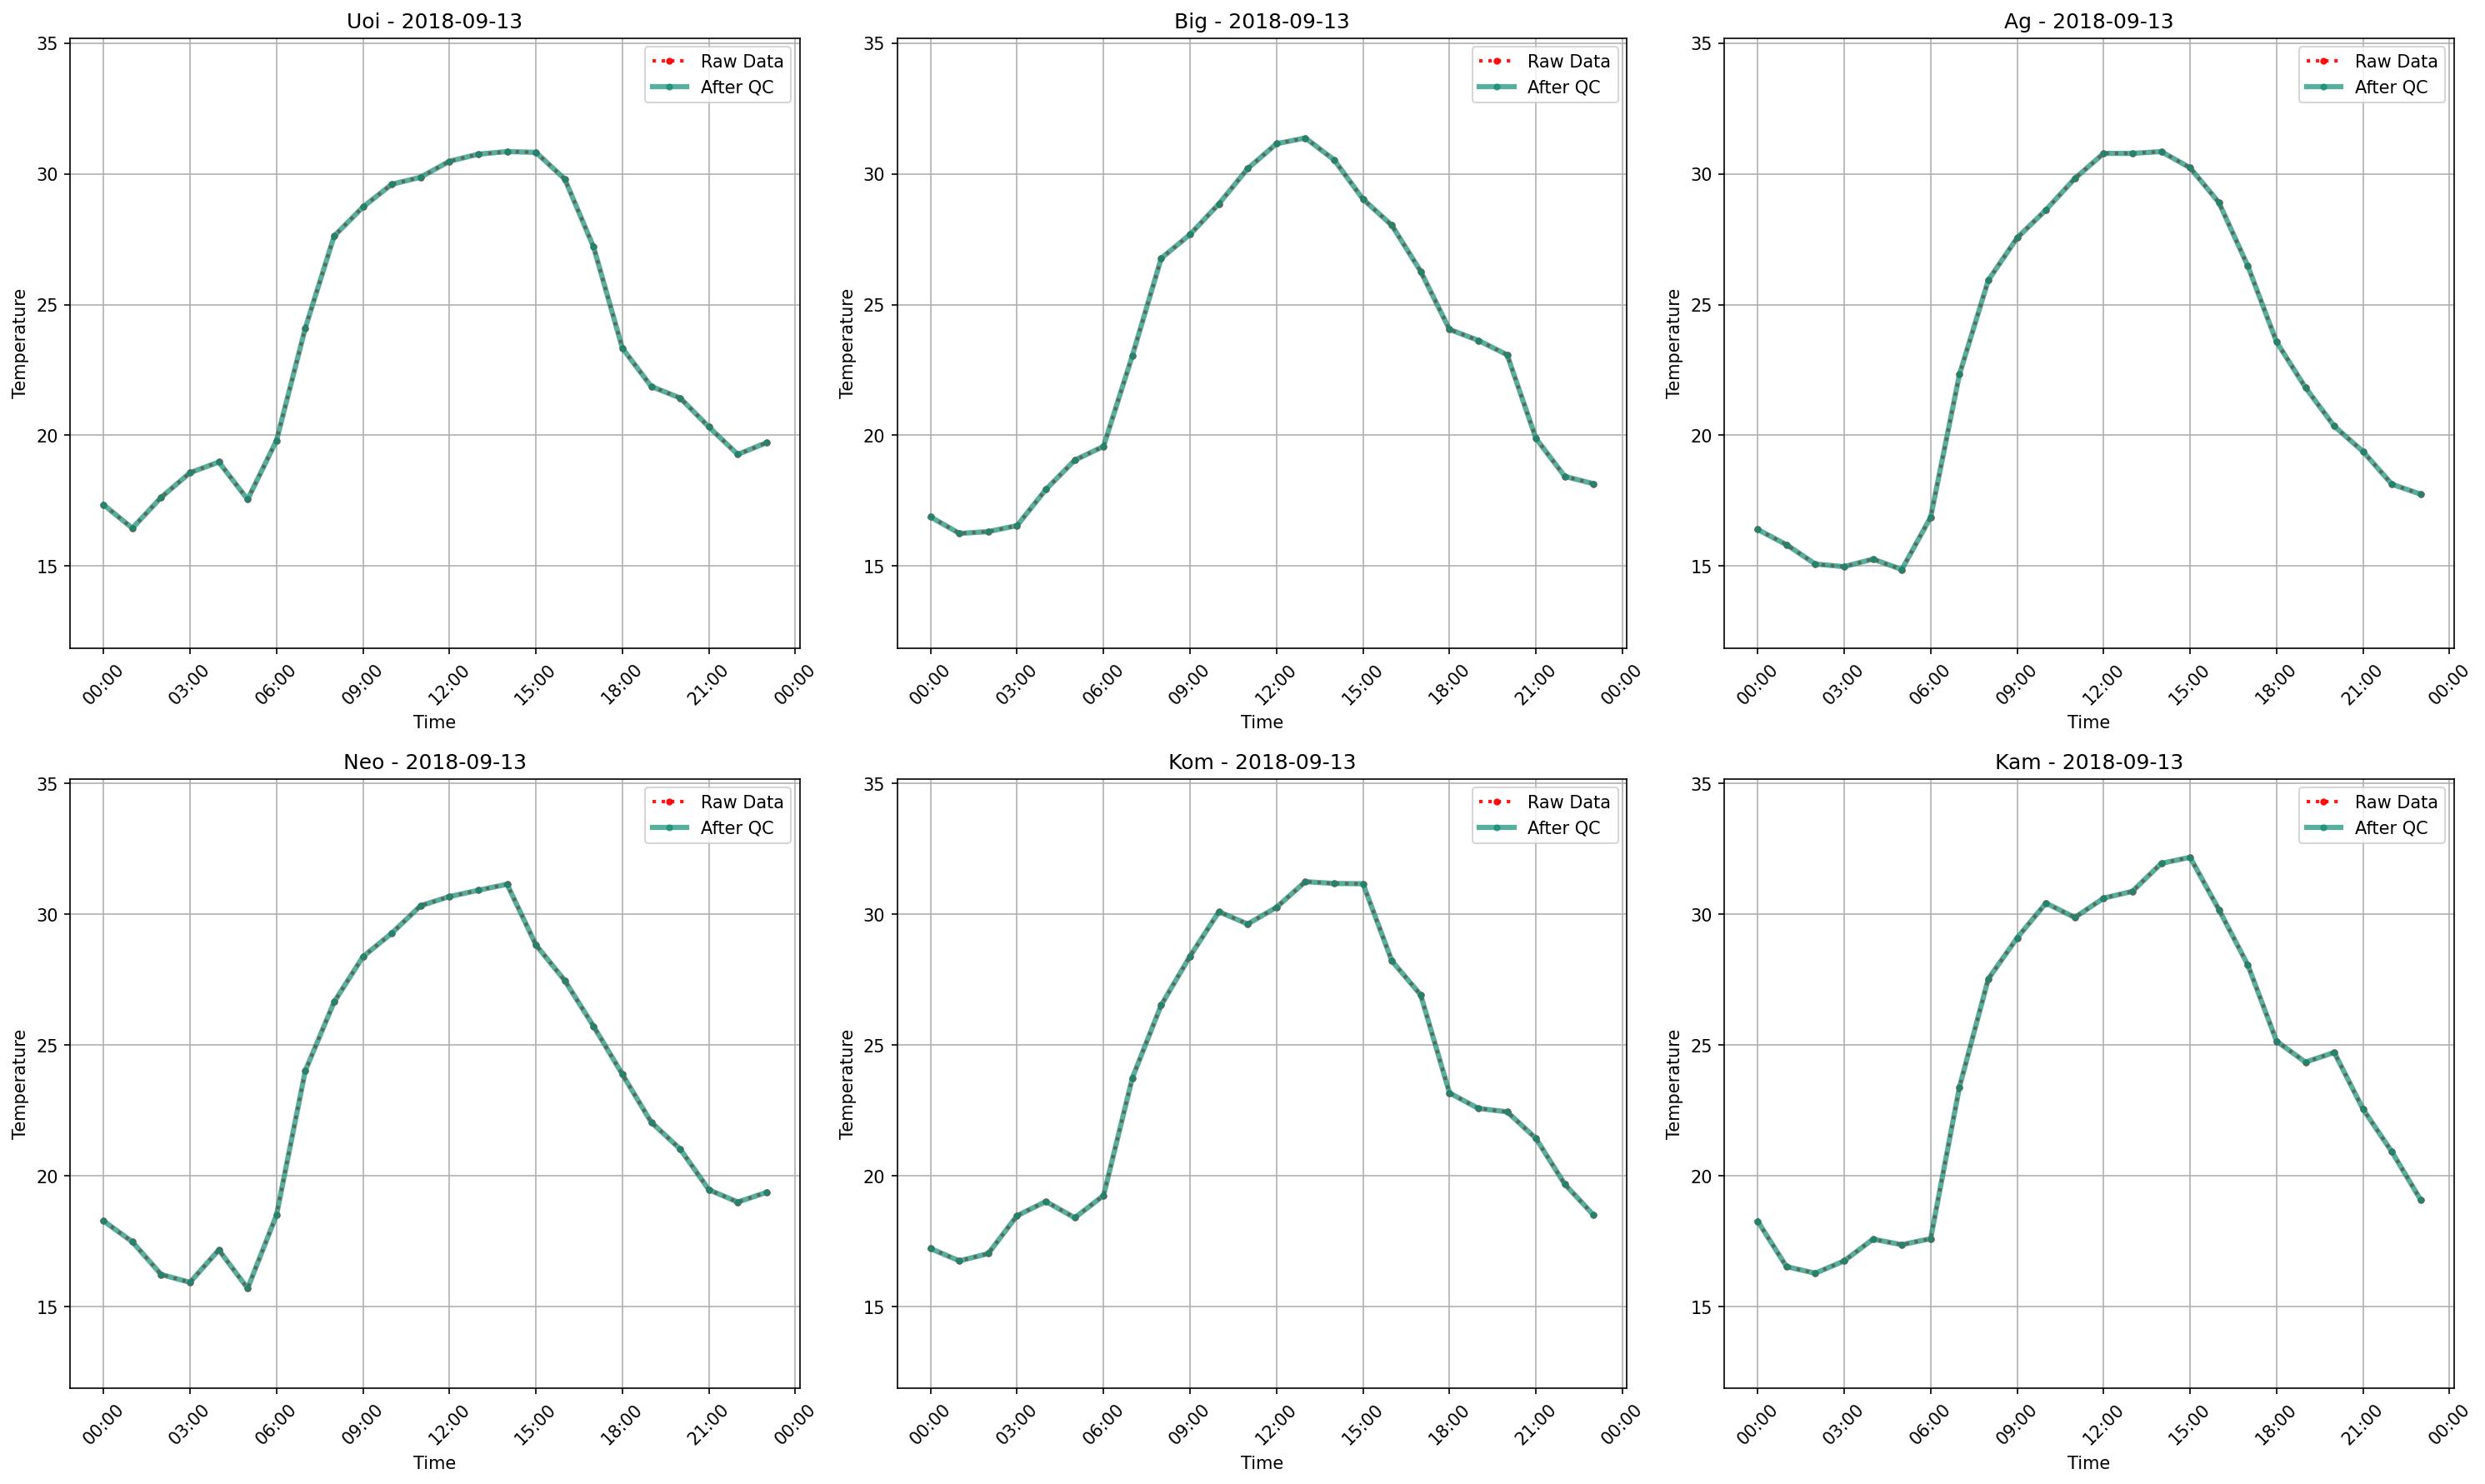 Uoi - 2018-09-13
35
30
25
20
15
Temperature
Raw Data
After QC
00:00
03:00
06:00
09:00
12:00
15:00
18:00
21:00
00:00
Time
Big - 2018-09-13
35
30
25
20
15
Temperature
Raw Data
After QC
00:00
03:00
06:00
09:00
12:00
15:00
18:00
21:00
00:00
Time
Ag - 2018-09-13
35
30
25
20
15
Temperature
Raw Data
After QC
00:00
03:00
06:00
09:00
12:00
15:00
18:00
21:00
00:00
Time
Neo - 2018-09-13
35
30
25
20
15
Temperature
Raw Data
After QC
00:00
03:00
06:00
09:00
12:00
15:00
18:00
21:00
00:00
Time
Kom - 2018-09-13
35
30
25
20
15
Temperature
Raw Data
After QC
00:00
03:00
06:00
09:00
12:00
15:00
18:00
21:00
00:00
Time
Kam - 2018-09-13
35
30
25
20
15
Temperature
Raw Data
After QC
00:00
03:00
06:00
09:00
12:00
15:00
18:00
21:00
00:00
Time